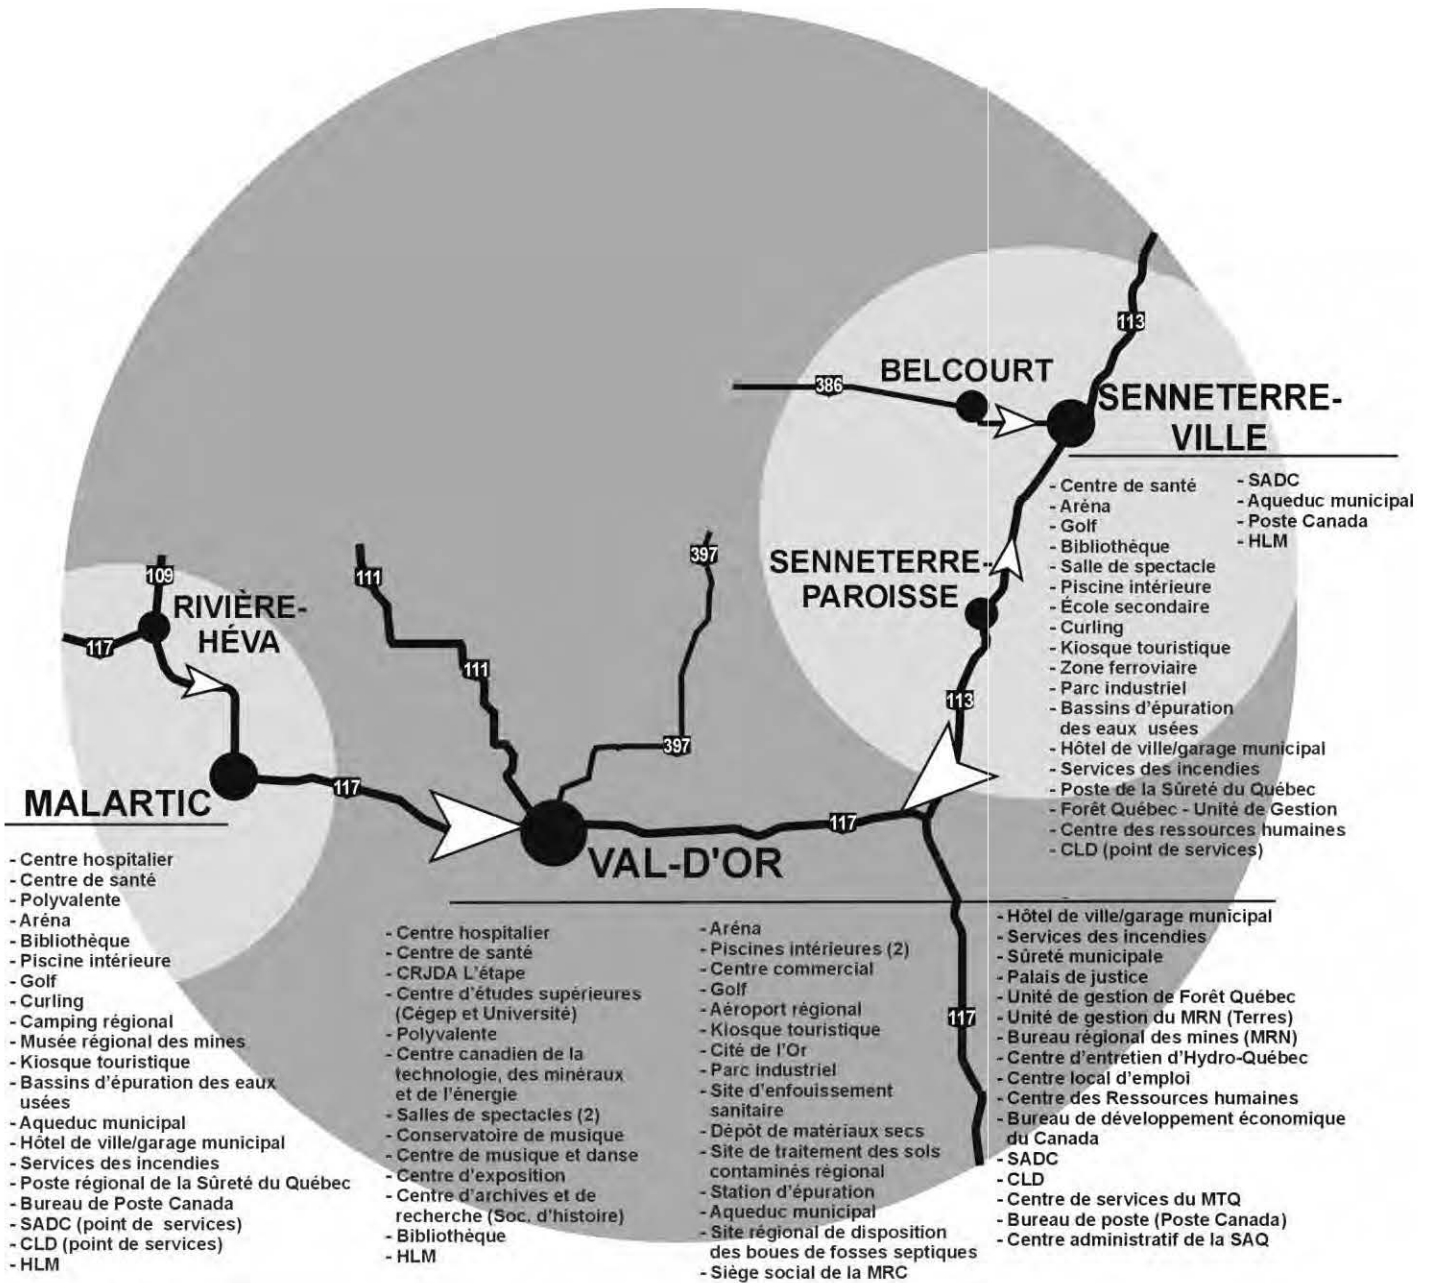 113
BELCOURT
386
SENNETERRE-
VILLE
- Centre de santé
- Aréna
- Golf
- Bibliothèque
- Salle de spectacle
- Piscine intérieure
- École secondaire
- Curling
- Kiosque touristique
- Zone ferroviaire
- Parc industriel
- Bassins d'épuration
des eaux usées
- Hôtel de ville/garage municipal
- Services des incendies
- Poste de la Sûreté du Québec
- Forêt Québec - Unité de Gestion
- Centre des ressources humaines
- CLD (point de services)
- SADC
- Aqueduc municipal
- Poste Canada
- HLM
SENNETERRE-
PAROISSE
113
397
397
111
111
109
RIVIÈRE-
HÉVA
117
117
117
117
MALARTIC
- Centre hospitalier
- Centre de santé
- Polyvalente
- Aréna
- Bibliothèque
- Piscine intérieure
- Golf
- Curling
- Camping régional
- Musée régional des mines
- Kiosque touristique
- Bassins d'épuration des eaux
usées
- Aqueduc municipal
- Hôtel de ville/garage municipal
- Services des incendies
- Poste régional de la Sûreté du Québec
- Bureau de Poste Canada
- SADC (point de services)
- CLD (point de services)
- HLM
VAL-D'OR
- Centre hospitalier
- Centre de santé
- CRJDA L'étape
- Centre d'études supérieures
(Cégep et Université)
- Polyvalente
- Centre canadien de la
technologie, des minéraux
et de l'énergie
- Salles de spectacles (2)
- Conservatoire de musique
- Centre de musique et danse
- Centre d'exposition
- Centre d'archives et de
recherche (Soc. d'histoire)
- Bibliothèque
- HLM
- Aréna
- Piscines intérieures (2)
- Centre commercial
- Golf
- Aéroport régional
- Kiosque touristique
- Cité de l'Or
- Parc industriel
- Site d'enfouissement
sanitaire
- Dépôt de matériaux secs
- Site de traitement des sols
contaminés régional
- Station d'épuration
- Aqueduc municipal
- Site régional de disposition
des boues de fosses septiques
- Siège social de la MRC
- Hôtel de ville/garage municipal
- Services des incendies
- Sûreté municipale
- Palais de justice
- Unité de gestion de Forêt Québec
- Unité de gestion du MRN (Terres)
- Bureau régional des mines (MRN)
- Centre d'entretien d'Hydro-Québec
- Centre local d'emploi
- Centre des Ressources humaines
- Bureau de développement économique
du Canada
- SADC
- CLD
- Centre de services du MTQ
- Bureau de poste (Poste Canada)
- Centre administratif de la SAQ